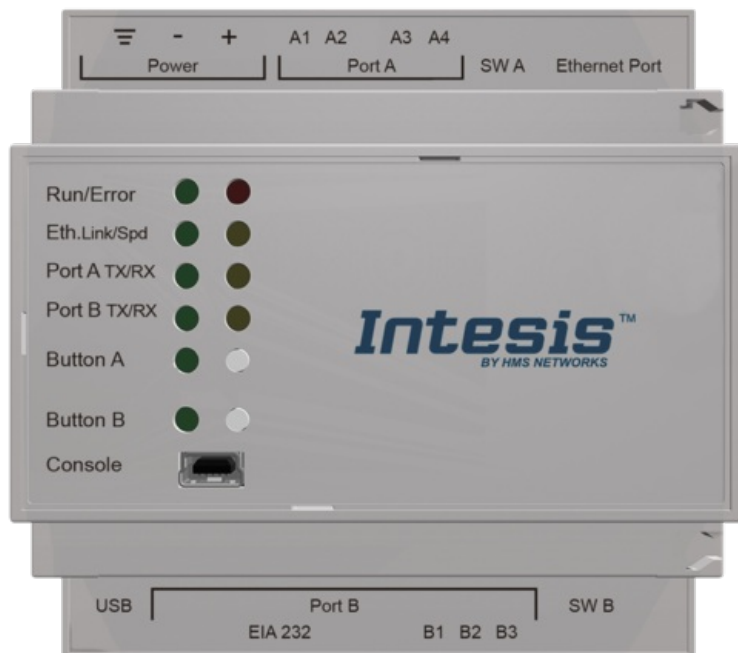 - +
A1 A2 A3 A4
Power Port A SW A Ethernet Port
Run/Error
Eth.Link/Spd
Port A TX/RX
Port B TX/RX
Intesis™
BY HMS NETWORKS
Button A
Button B
Console
USB Port B SW B
EIA 232 B1 B2 B3